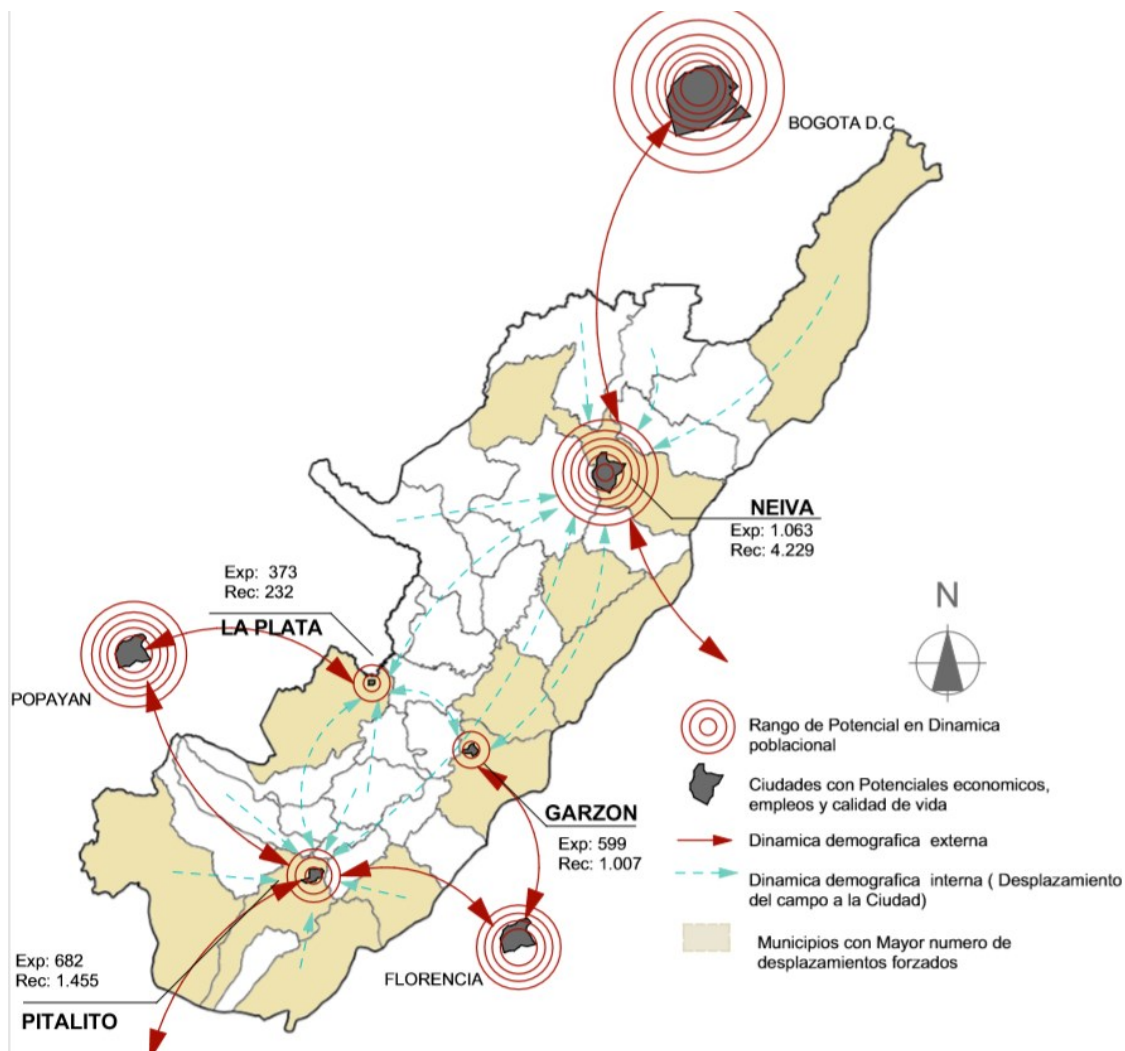 BOGOTA D.C
NEIVA
Exp: 1.063
Rec: 4.229
Exp: 373
Rec: 232
LA PLATA
POPAYAN
N
Rango de Potencial en Dinamica
poblacional
Ciudades con Potenciales economicos,
empleos y calidad de vida
GARZON
Exp: 599
Rec: 1.007
Dinamica demografica externa
Dinamica demografica interna ( Desplazamiento
del campo a la Ciudad)
Municipios con Mayor numero de
desplazamientos forzados
Exp: 682
Rec: 1.455
PITALITO
FLORENCIA